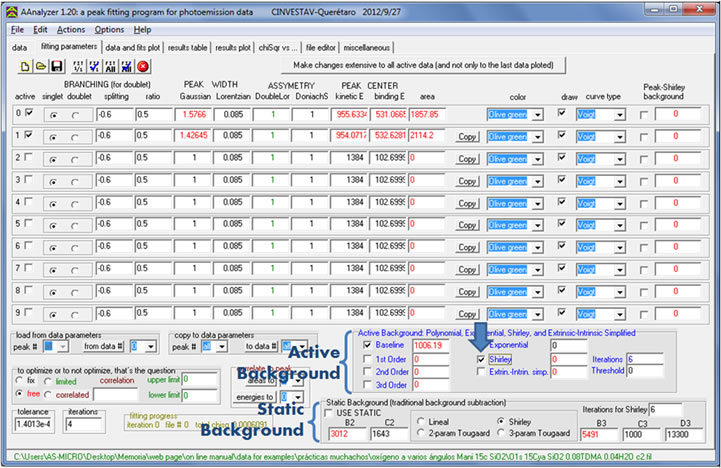 AAnalyzer 1.20: a peak fitting program for photoemission data CINVESTAV-Querétaro 2012/9/27
File Edit Actions Options Help
data fitting parameters data and fits plot results table results plot chiSqr vs ... file editor miscellaneous
FIT ALL FIT All
Make changes extensive to all active data (and not only to the last data ploted)
BRANCHING (for doublet) PEAK WIDTH ASSYMETRY PEAK CENTER Peak-Shirley
active singlet doublet splitting ratio Gaussian Lorentzian DoubleLor DoniachS kinetic E binding E area color draw curve type background
0 -0.6 0.5 1.5766 0.085 1 1 955.6334 531.0665 1857.85 Olive green Voigt 0
1 -0.6 0.5 1.42645 0.085 1 1 954.0717 532.6281 2114.2 Copy Olive green Voigt 0
2 -0.6 0.5 1 0.085 1 1 1384 102.6999 0 Copy Olive green Voigt 0
3 -0.6 0.5 1 0.085 1 1 1384 102.6999 0 Copy Olive green Voigt 0
4 -0.6 0.5 1 0.085 1 1 1384 102.6999 0 Copy Olive green Voigt 0
5 -0.6 0.5 1 0.085 1 1 1384 102.6999 0 Copy Olive green Voigt 0
6 -0.6 0.5 1 0.085 1 1 1384 102.6999 0 Copy Olive green Voigt 0
7 -0.6 0.5 1 0.085 1 1 1384 102.6999 0 Copy Olive green Voigt 0
8 -0.6 0.5 1 0.085 1 1 1384 102.6999 0 Copy Olive green Voigt 0
9 -0.6 0.5 1 0.085 1 1 1384 102.6999 0 Copy Olive green Voigt 0
load from data parameters copy to data parameters
peak # from data # 0 peak # all to data # all
Active Background: Polynomial, Exponential, Shirley, and Extrinsic-Intrinsic Simplified
Baseline 1006.19 Exponential 0
1st Order 0 Shirley 0 Iterations 6
2nd Order 0 Extrin.-Intrin. simp. 0 Threshold 0
3rd Order 0
Active
Background
to optimize or to not optimize, that's the question
fix limited correlation upper limit 0
free correlated lower limit 0
correlate to peak
areas to
energies to 0
Static
Background
Static Background (traditional background subtraction)
USE STATIC Lineal Shirley Iterations for Shirley 6
B2 C2 2-param Tougaard 3-param Tougaard B3 C3 D3
3012 1643 5491 1000 13300
tolerance iterations
1.4013e-4 4
fitting progress
iteration 0 file # 0 total chisq 0.0006091
C:\Users\AS-MICRO\Desktop\Memoria\web page\on line manual\data for examples\prácticas muchachos\oxígeno a varios ángulos Mani 15c SiO2\O1s 15Cya SiO2 0.08TDMA 0.04H2O c2.fil